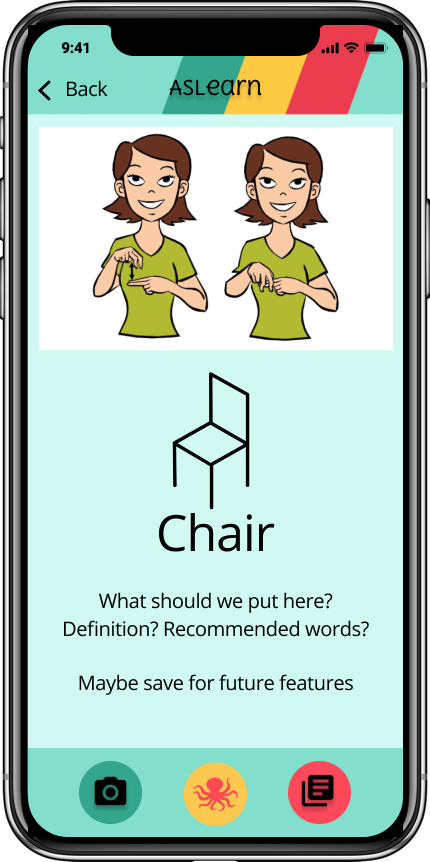 9:41
Back
ASLearn
Chair
What should we put here?
Definition? Recommended words?
Maybe save for future features